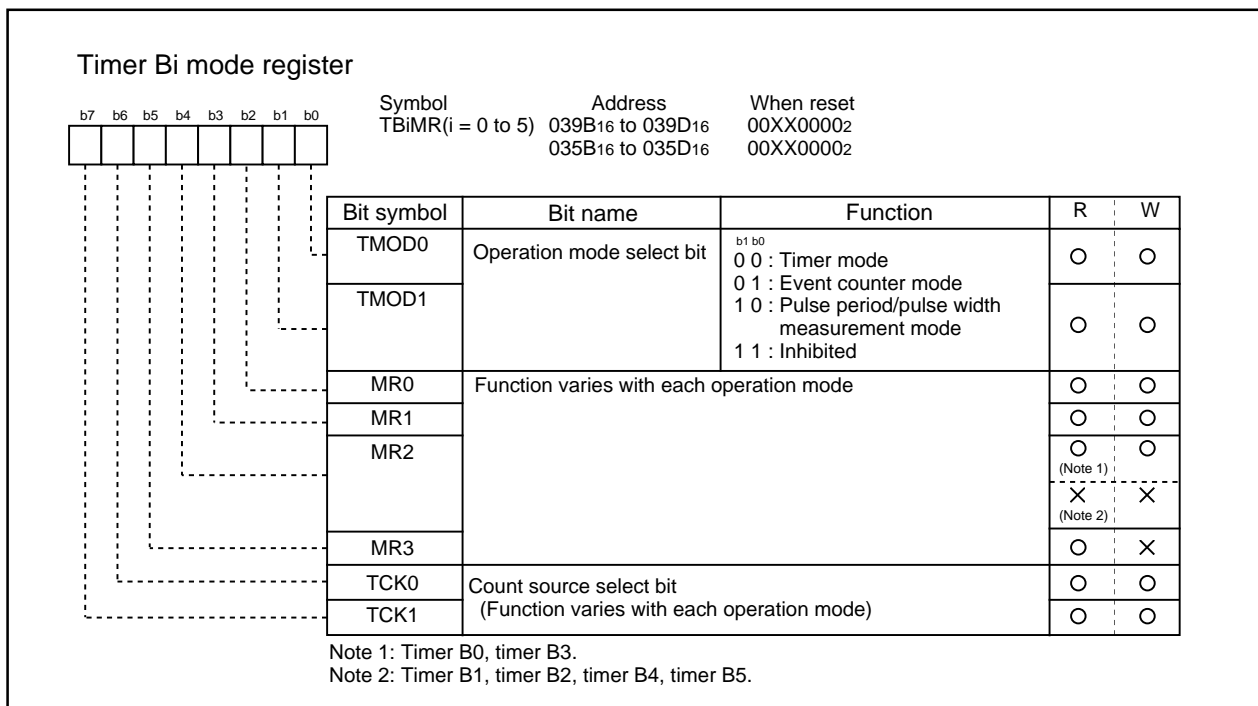 Timer Bi mode register
Symbol Address When reset
TBiMR(i = 0 to 5) 039B16 to 039D16 00XX00002
035B16 to 035D16 00XX00002
b7 b6 b5 b4 b3 b2 b1 b0
Bit symbol Bit name Function R W
TMOD0 Operation mode select bit b1 b0
0 0 : Timer mode
0 1 : Event counter mode
TMOD1 1 0 : Pulse period/pulse width
measurement mode
1 1 : Inhibited
MR0 Function varies with each operation mode
MR1
MR2
(Note 1)
(Note 2)
MR3
TCK0 Count source select bit
TCK1 (Function varies with each operation mode)
Note 1: Timer B0, timer B3.
Note 2: Timer B1, timer B2, timer B4, timer B5.